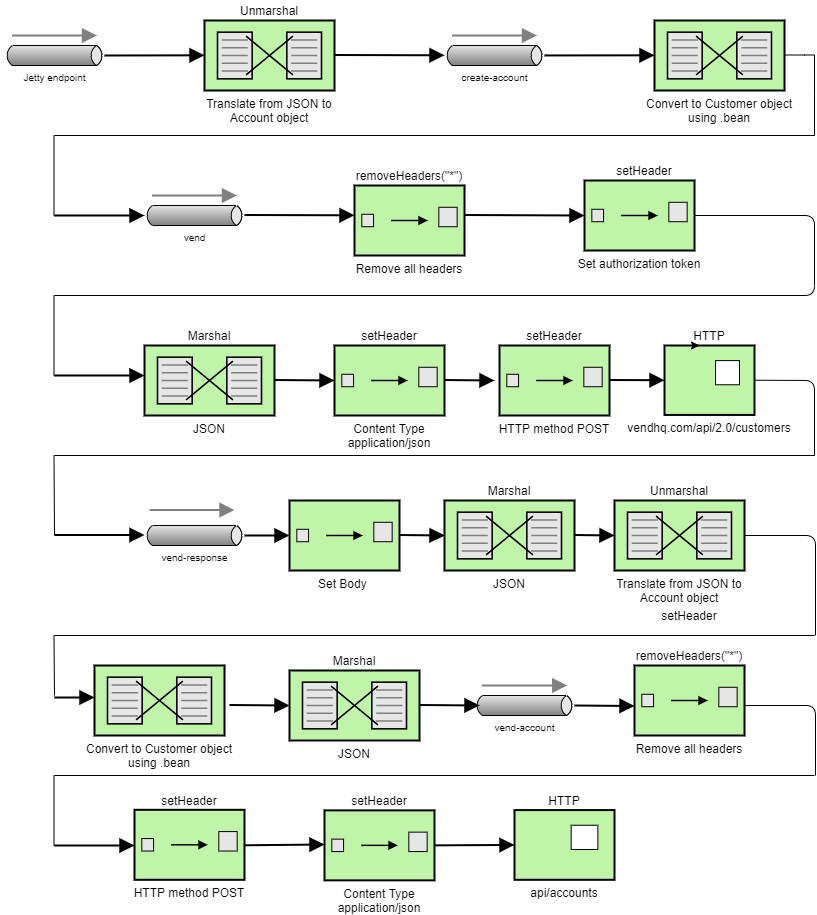 Unmarshal
Jetty endpoint
Translate from JSON to
Account object
create-account
Convert to Customer object
using .bean
vend
removeHeaders("*")
Remove all headers
setHeader
Set authorization token
Marshal
JSON
setHeader
Content Type
application/json
setHeader
HTTP method POST
HTTP
vendhq.com/api/2.0/customers
vend-response
Set Body
Marshal
JSON
Unmarshal
Translate from JSON to
Account object
setHeader
Convert to Customer object
using .bean
Marshal
JSON
vend-account
removeHeaders("*")
Remove all headers
setHeader
HTTP method POST
setHeader
Content Type
application/json
HTTP
api/accounts